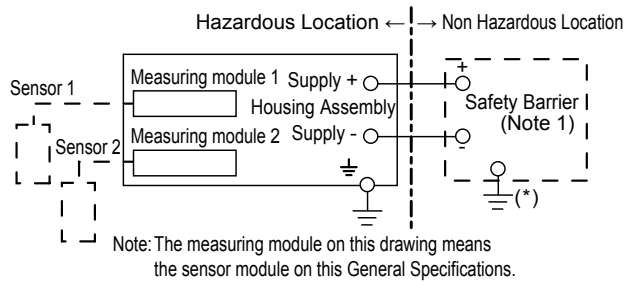 Hazardous Location ← → Non Hazardous Location
Sensor 1
Measuring module 1 Supply +
+
Housing Assembly
Safety Barrier
(Note 1)
Sensor 2
Measuring module 2 Supply -
-
(*)
Note: The measuring module on this drawing means
the sensor module on this General Specifications.